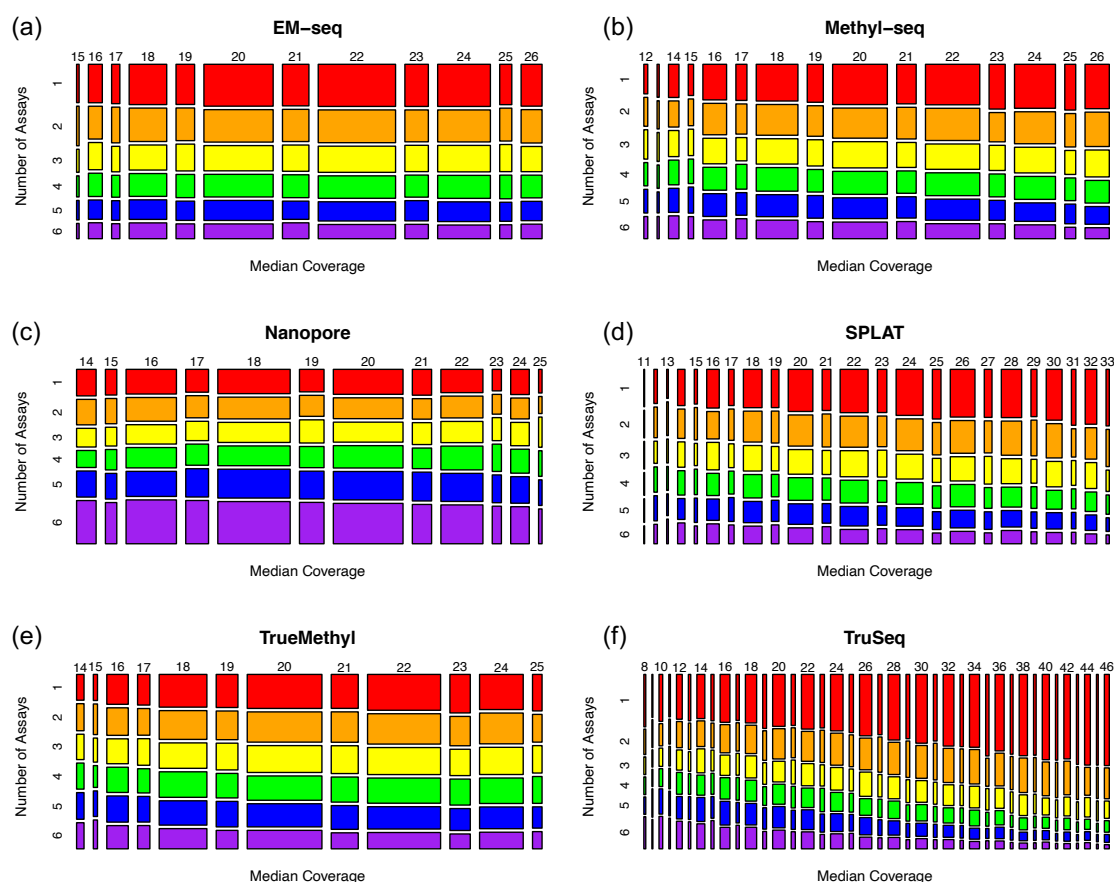 (a)
EM−seq
15 16 17 18 19 20 21 22 23 24 25 26
Number of Assays
1
2
3
4
5
6
Median Coverage
(b)
Methyl−seq
12 14 15 16 17 18 19 20 21 22 23 24 25 26
Number of Assays
1
2
3
4
5
6
Median Coverage
(c)
Nanopore
14 15 16 17 18 19 20 21 22 23 24 25
Number of Assays
1
2
3
4
5
6
Median Coverage
(d)
SPLAT
11 13 15 16 17 18 19 20 21 22 23 24 25 26 27 28 29 30 31 32 33
Number of Assays
1
2
3
4
5
6
Median Coverage
(e)
TrueMethyl
14 15 16 17 18 19 20 21 22 23 24 25
Number of Assays
1
2
3
4
5
6
Median Coverage
(f)
TruSeq
8 10 12 14 16 18 20 22 24 26 28 30 32 34 36 38 40 42 44 46
Number of Assays
1
2
3
4
5
6
Median Coverage